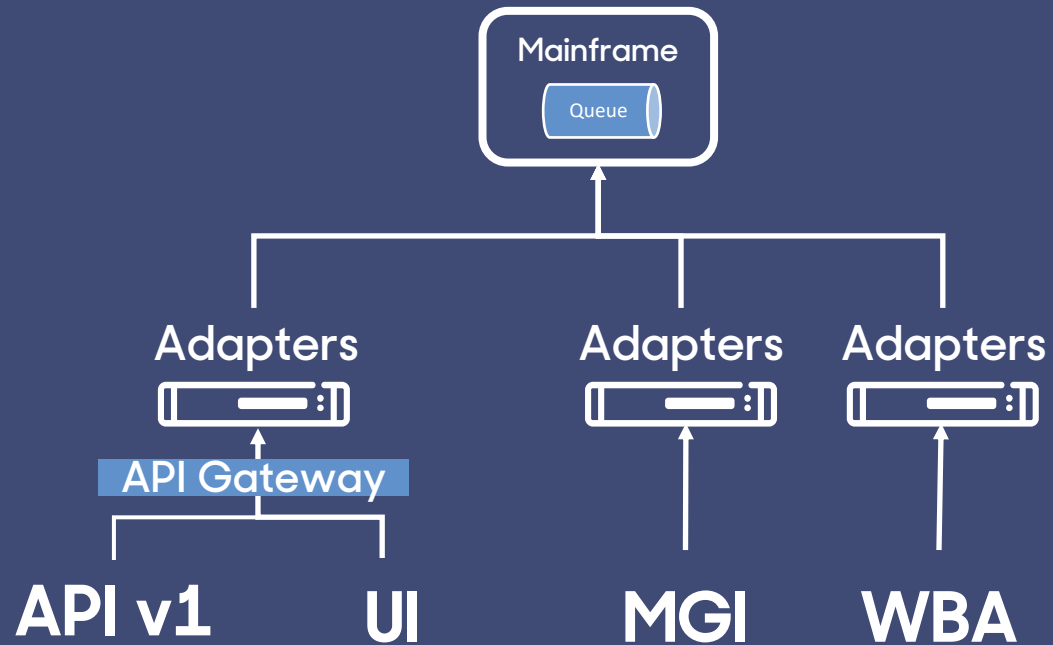 Mainframe
Queue
Adapters
Adapters
Adapters
API Gateway
API v1
UI
MGI
WBA